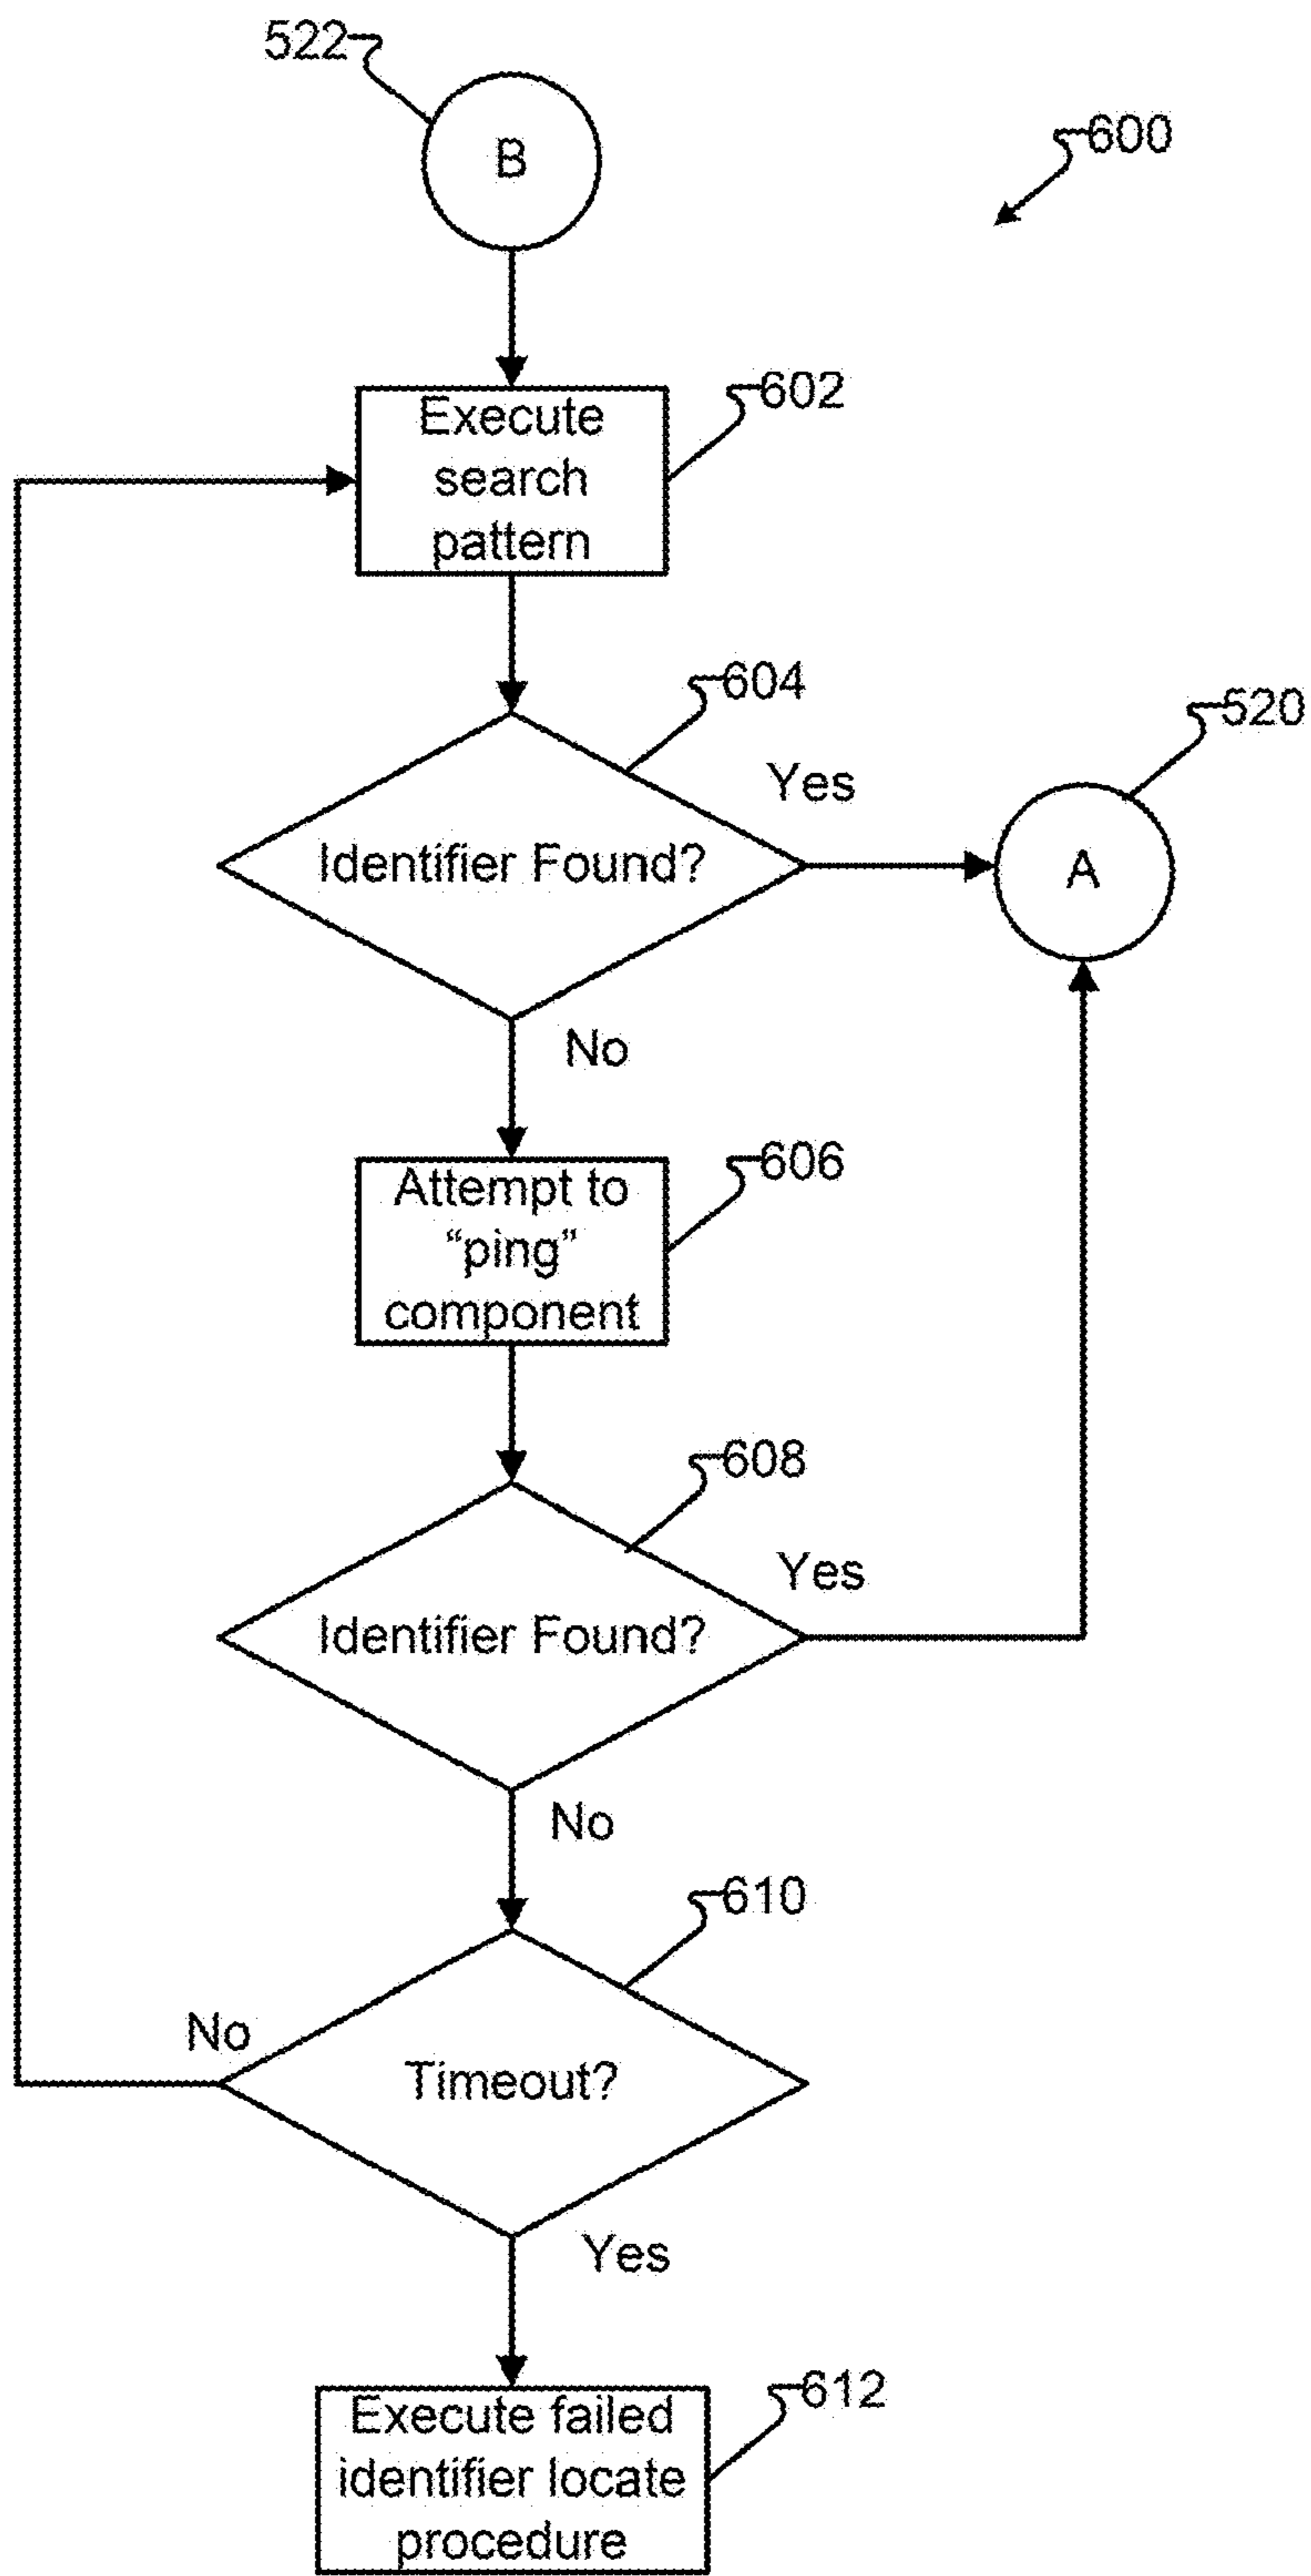 522
B
600
Execute
search
pattern
602
604
Yes
520
Identifier Found?
A
No
Attempt to
“ping”
component
606
608
Yes
Identifier Found?
No
610
No
Timeout?
Yes
Execute failed
identifier locate
procedure
612